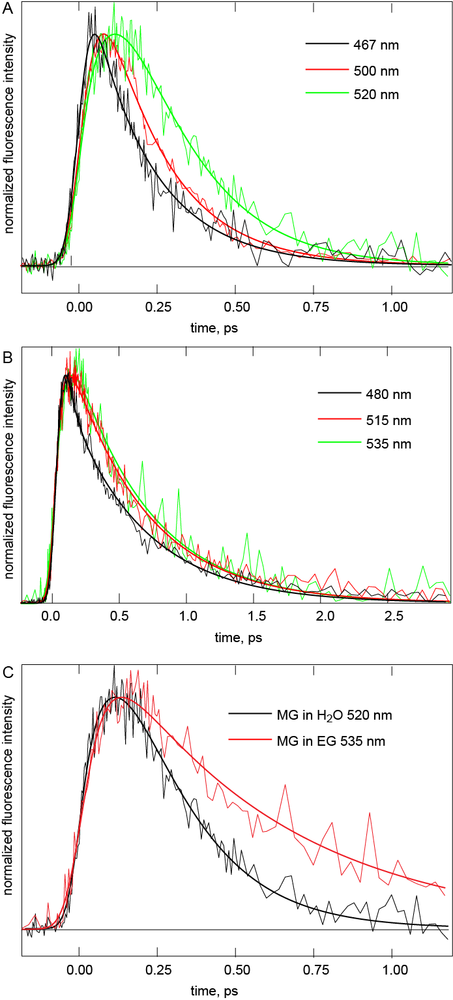 A
normalized fluorescence intensity
467 nm
500 nm
520 nm
0.00 0.25 0.50 0.75 1.00
time, ps
B
normalized fluorescence intensity
480 nm
515 nm
535 nm
0.0 0.5 1.0 1.5 2.0 2.5
time, ps
C
normalized fluorescence intensity
MG in H₂O 520 nm
MG in EG 535 nm
0.00 0.25 0.50 0.75 1.00
time, ps